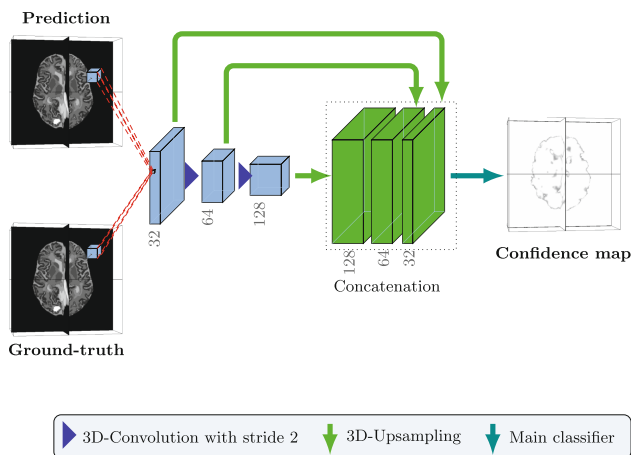 Prediction
32
64
128
128
64
32
Concatenation
Confidence map
Ground-truth
3D-Convolution with stride 2
3D-Upsampling
Main classifier